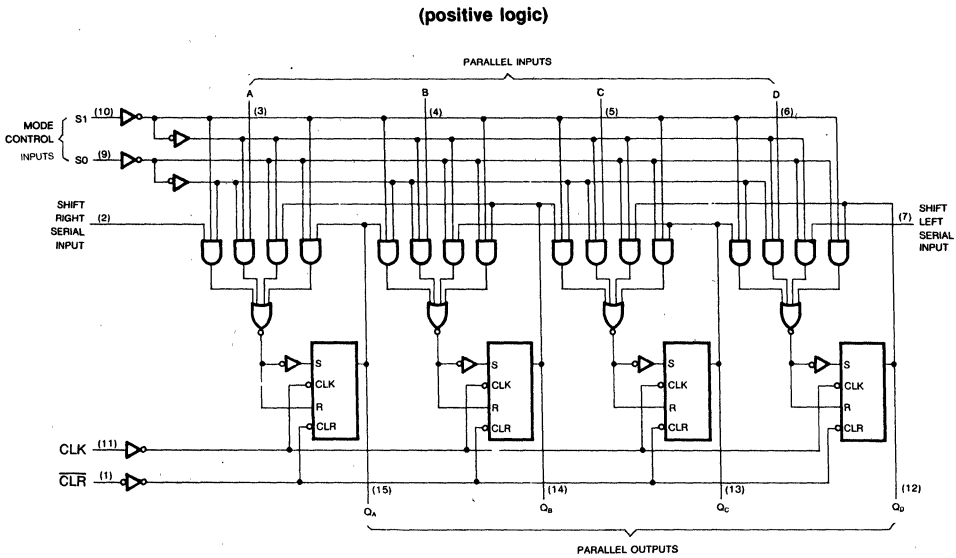 (positive logic)
PARALLEL INPUTS
A B C D
(3) (4) (5) (6)
MODE
CONTROL
INPUTS
S1 (10)
S0 (9)
SHIFT
RIGHT
SERIAL
INPUT
(2)
(7)
SHIFT
LEFT
SERIAL
INPUT
S S S S
CLK CLK CLK CLK
R R R R
CLR CLR CLR CLR
CLK (11)
CLR (1)
(15) (14) (13) (12)
QA QB QC QD
PARALLEL OUTPUTS